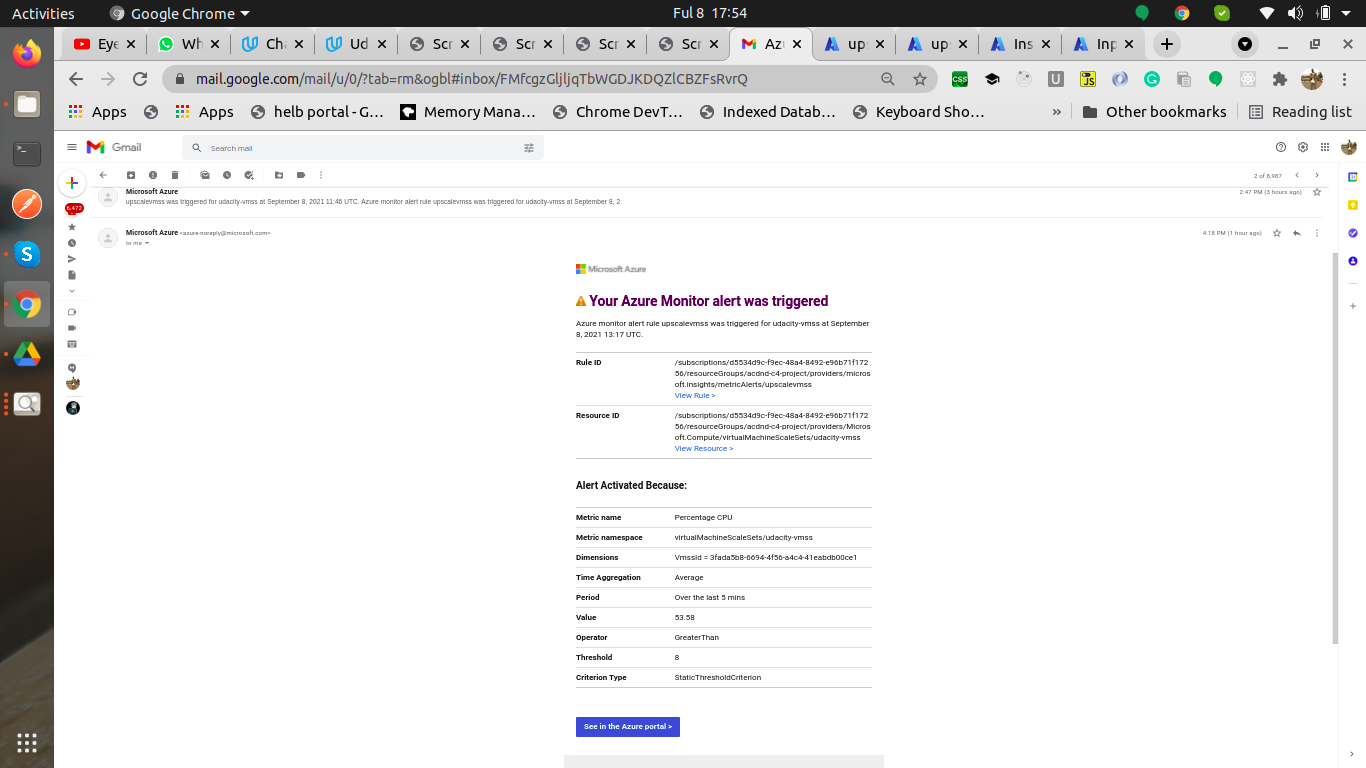 Activities
Google Chrome
Ful 8 17:54
Eye
Wh
Cha
Ud
Scr
Scr
Scr
Scr
Az
up
up
Ins
Inp
mail.google.com/mail/u/0/?tab=rm&ogbl#inbox/FMfcgzGljljqTbWGDJKDQZlCBZFsRvrQ
Apps
Apps
helb portal - G...
Memory Mana...
Chrome DevT...
Indexed Datab...
Keyboard Sho...
»
Other bookmarks
Reading list
Gmail
Search mail
2 of 8,987
6,472
Microsoft Azure
2:47 PM (3 hours ago)
upscalevmss was triggered for udacity-vmss at September 8, 2021 11:46 UTC. Azure monitor alert rule upscalevmss was triggered for udacity-vmss at September 8, 2
Microsoft Azure <azure-noreply@microsoft.com>
4:18 PM (1 hour ago)
to me
Microsoft Azure
Your Azure Monitor alert was triggered
Azure monitor alert rule upscalevmss was triggered for udacity-vmss at September
8, 2021 13:17 UTC.
Rule ID
/subscriptions/d5534d9c-f9ec-48a4-8492-e96b71f172
56/resourceGroups/acdnd-c4-project/providers/micros
oft.insights/metricAlerts/upscalevmss
View Rule >
Resource ID
/subscriptions/d5534d9c-f9ec-48a4-8492-e96b71f172
56/resourceGroups/acdnd-c4-project/providers/Micros
oft.Compute/virtualMachineScaleSets/udacity-vmss
View Resource >
Alert Activated Because:
Metric name Percentage CPU
Metric namespace virtualMachineScaleSets/udacity-vmss
Dimensions VmssId = 3fada5b8-6694-4f56-a4c4-41eabdb00ce1
Time Aggregation Average
Period Over the last 5 mins
Value 53.58
Operator GreaterThan
Threshold 8
Criterion Type StaticThresholdCriterion
See in the Azure portal >